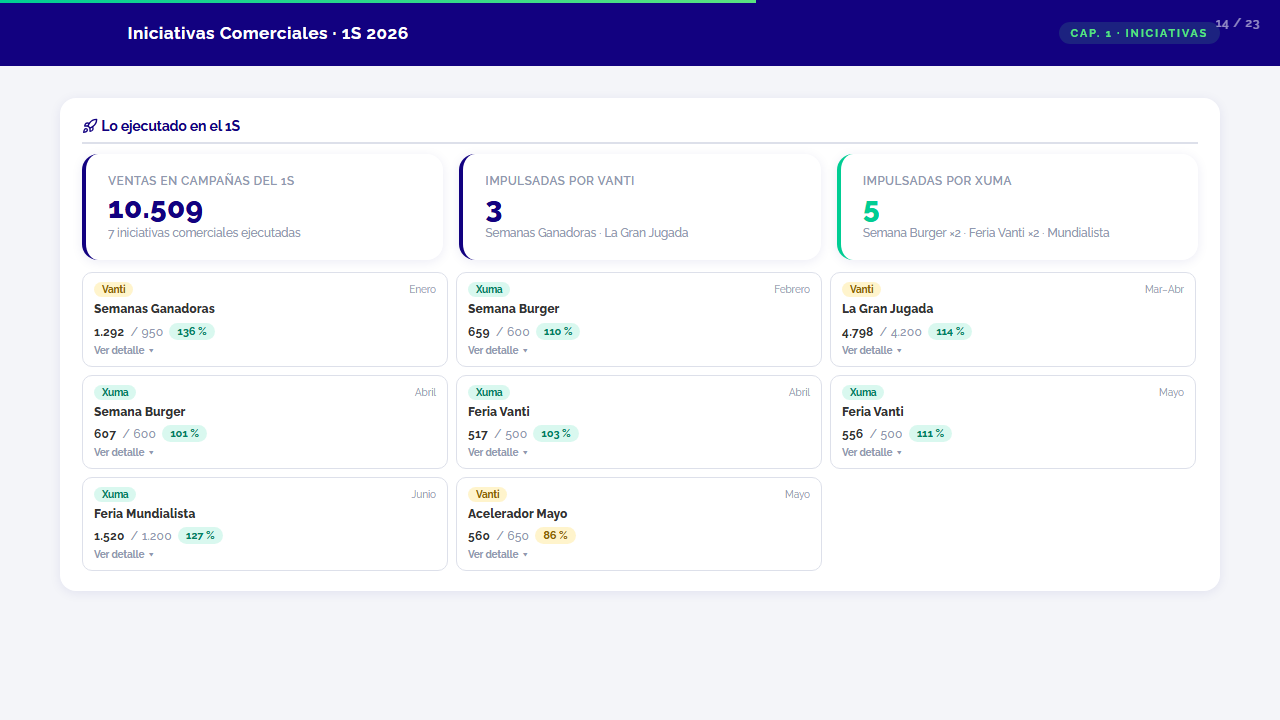 Iniciativas Comerciales · 1S 2026
CAP. 1 · INICIATIVAS
14 / 23
Lo ejecutado en el 1S
VENTAS EN CAMPAÑAS DEL 1S
10.509
7 iniciativas comerciales ejecutadas
IMPULSADAS POR VANTI
3
Semanas Ganadoras · La Gran Jugada
IMPULSADAS POR XUMA
5
Semana Burger ×2 · Feria Vanti ×2 · Mundialista
Vanti Enero
Semanas Ganadoras
1.292 / 950 136 %
Ver detalle ▾
Xuma Febrero
Semana Burger
659 / 600 110 %
Ver detalle ▾
Vanti Mar–Abr
La Gran Jugada
4.798 / 4.200 114 %
Ver detalle ▾
Xuma Abril
Semana Burger
607 / 600 101 %
Ver detalle ▾
Xuma Abril
Feria Vanti
517 / 500 103 %
Ver detalle ▾
Xuma Mayo
Feria Vanti
556 / 500 111 %
Ver detalle ▾
Xuma Junio
Feria Mundialista
1.520 / 1.200 127 %
Ver detalle ▾
Vanti Mayo
Acelerador Mayo
560 / 650 86 %
Ver detalle ▾